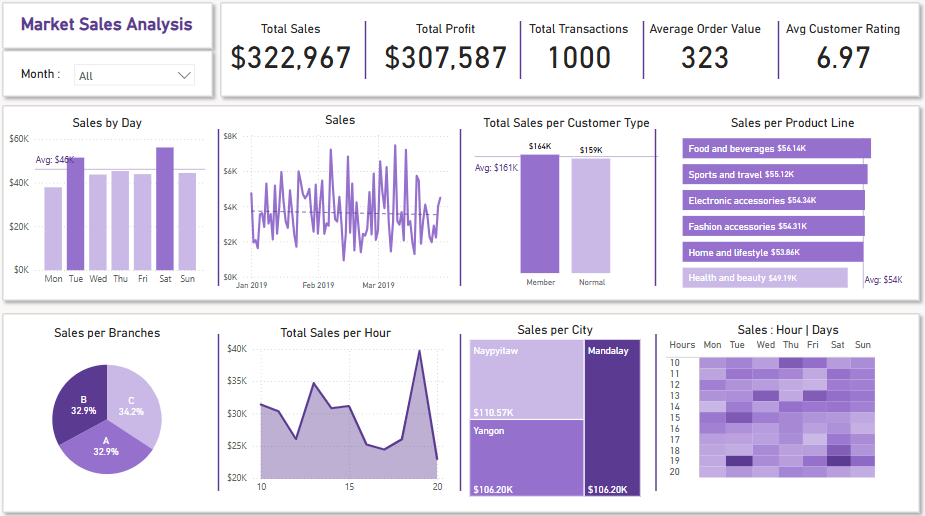 Market Sales Analysis
Month :
All
Total Sales
$322,967
Total Profit
$307,587
Total Transactions
1000
Average Order Value
323
Avg Customer Rating
6.97
Sales by Day
$60K
$40K
$20K
$0K
Avg: $46K
Mon Tue Wed Thu Fri Sat Sun
Sales
$8K
$6K
$4K
$2K
$0K
Jan 2019 Feb 2019 Mar 2019
Total Sales per Customer Type
$164K
$159K
Avg: $161K
Member Normal
Sales per Product Line
Food and beverages $56.14K
Sports and travel $55.12K
Electronic accessories $54.34K
Fashion accessories $54.31K
Home and lifestyle $53.86K
Health and beauty $49.19K
Avg: $54K
Sales per Branches
B
32.9%
C
34.2%
A
32.9%
Total Sales per Hour
$40K
$35K
$30K
$25K
$20K
10 15 20
Sales per City
Naypyitaw
$110.57K
Yangon
$106.20K
Mandalay
$106.20K
Sales : Hour | Days
Hours Mon Tue Wed Thu Fri Sat Sun
10
11
12
13
14
15
16
17
18
19
20